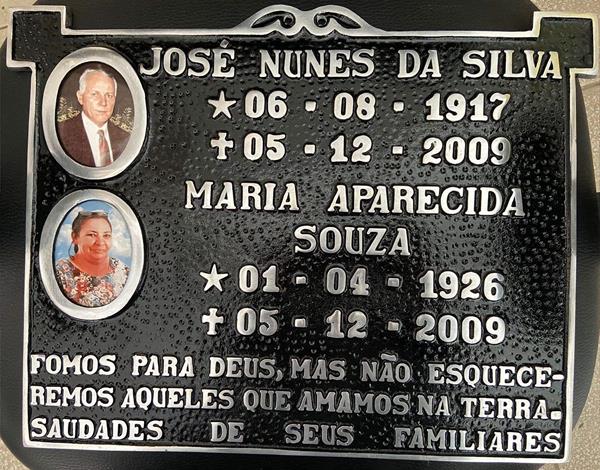 JOSÉ NUNES DA SILVA
★ 06 - 08 - 1917
✝ 05 - 12 - 2009
MARIA APARECIDA
SOUZA
★ 01 - 04 - 1926
✝ 05 - 12 - 2009
FOMOS PARA DEUS, MAS NÃO ESQUECE-
REMOS AQUELES QUE AMAMOS NA TERRA.
SAUDADES DE SEUS FAMILIARES